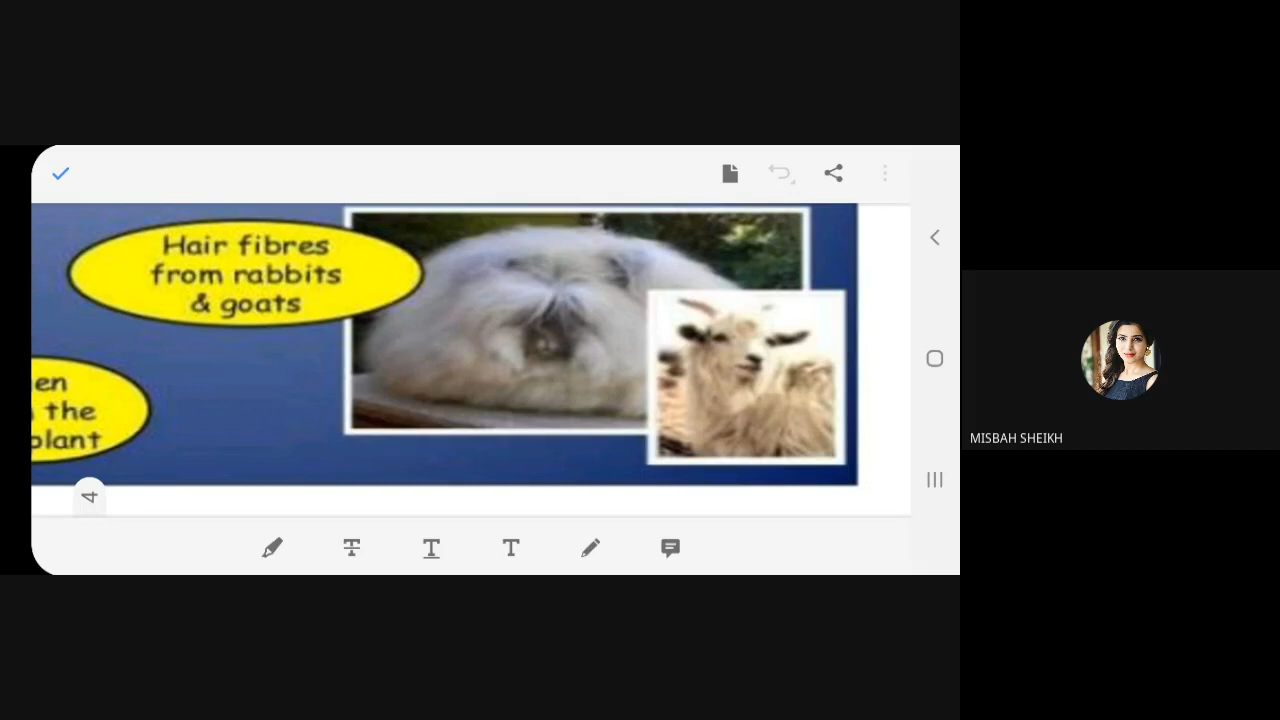 Hair fibres
from rabbits
& goats
en
the
plant
4
MISBAH SHEIKH